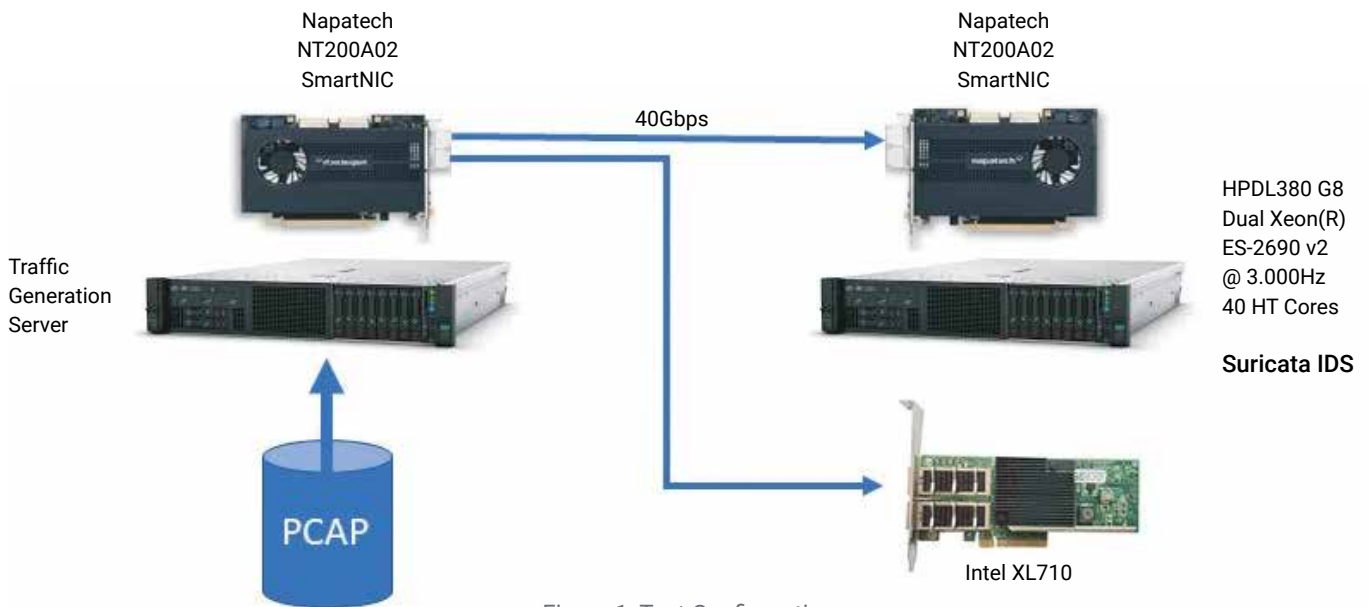 Napatech
NT200A02
SmartNIC
Napatech
NT200A02
SmartNIC
40Gbps
napatech
Traffic
Generation
Server
HPDL380 G8
Dual Xeon(R)
ES-2690 v2
@ 3.000Hz
40 HT Cores
Suricata IDS
PCAP
Intel XL710